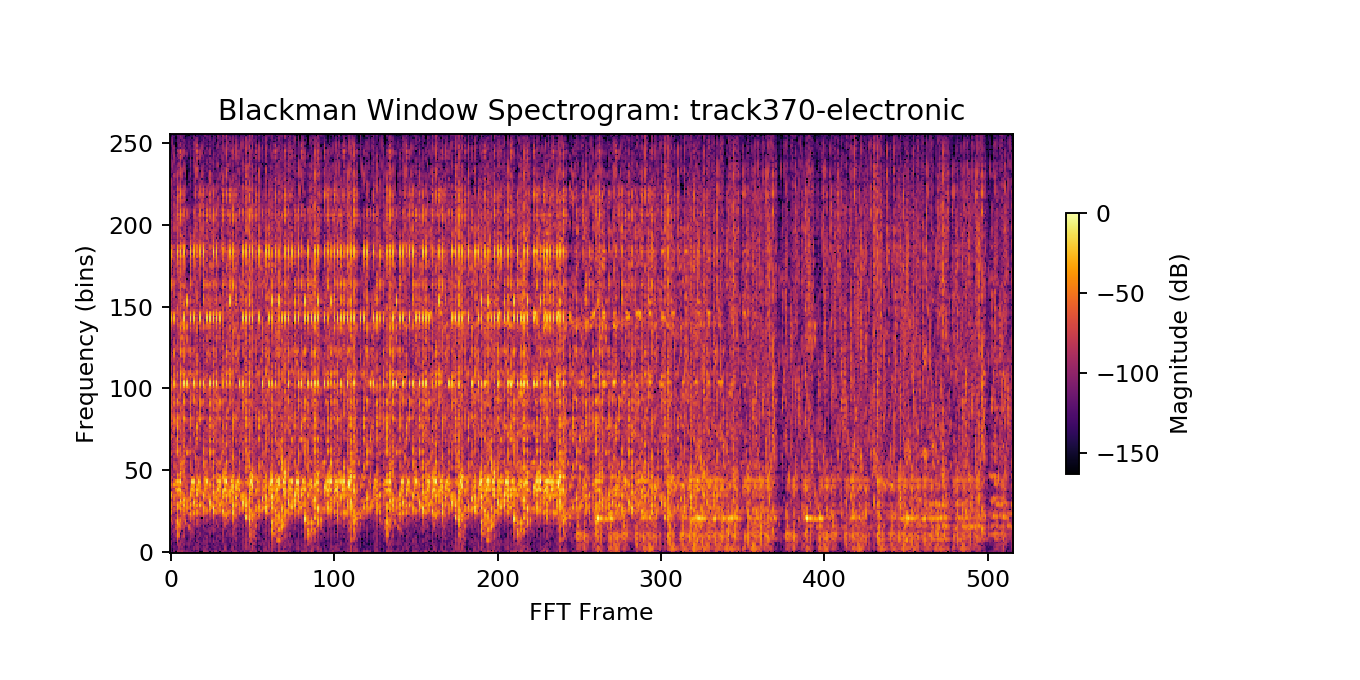 Blackman Window Spectrogram: track370-electronic
Frequency (bins)
250
200
150
100
50
0
0 100 200 300 400 500
FFT Frame
0
−50
−100
−150
Magnitude (dB)